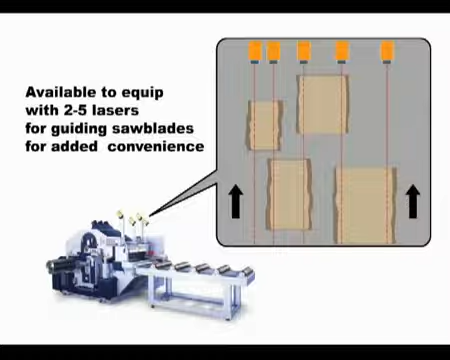 Available to equip
with 2-5 lasers
for guiding sawblades
for added convenience